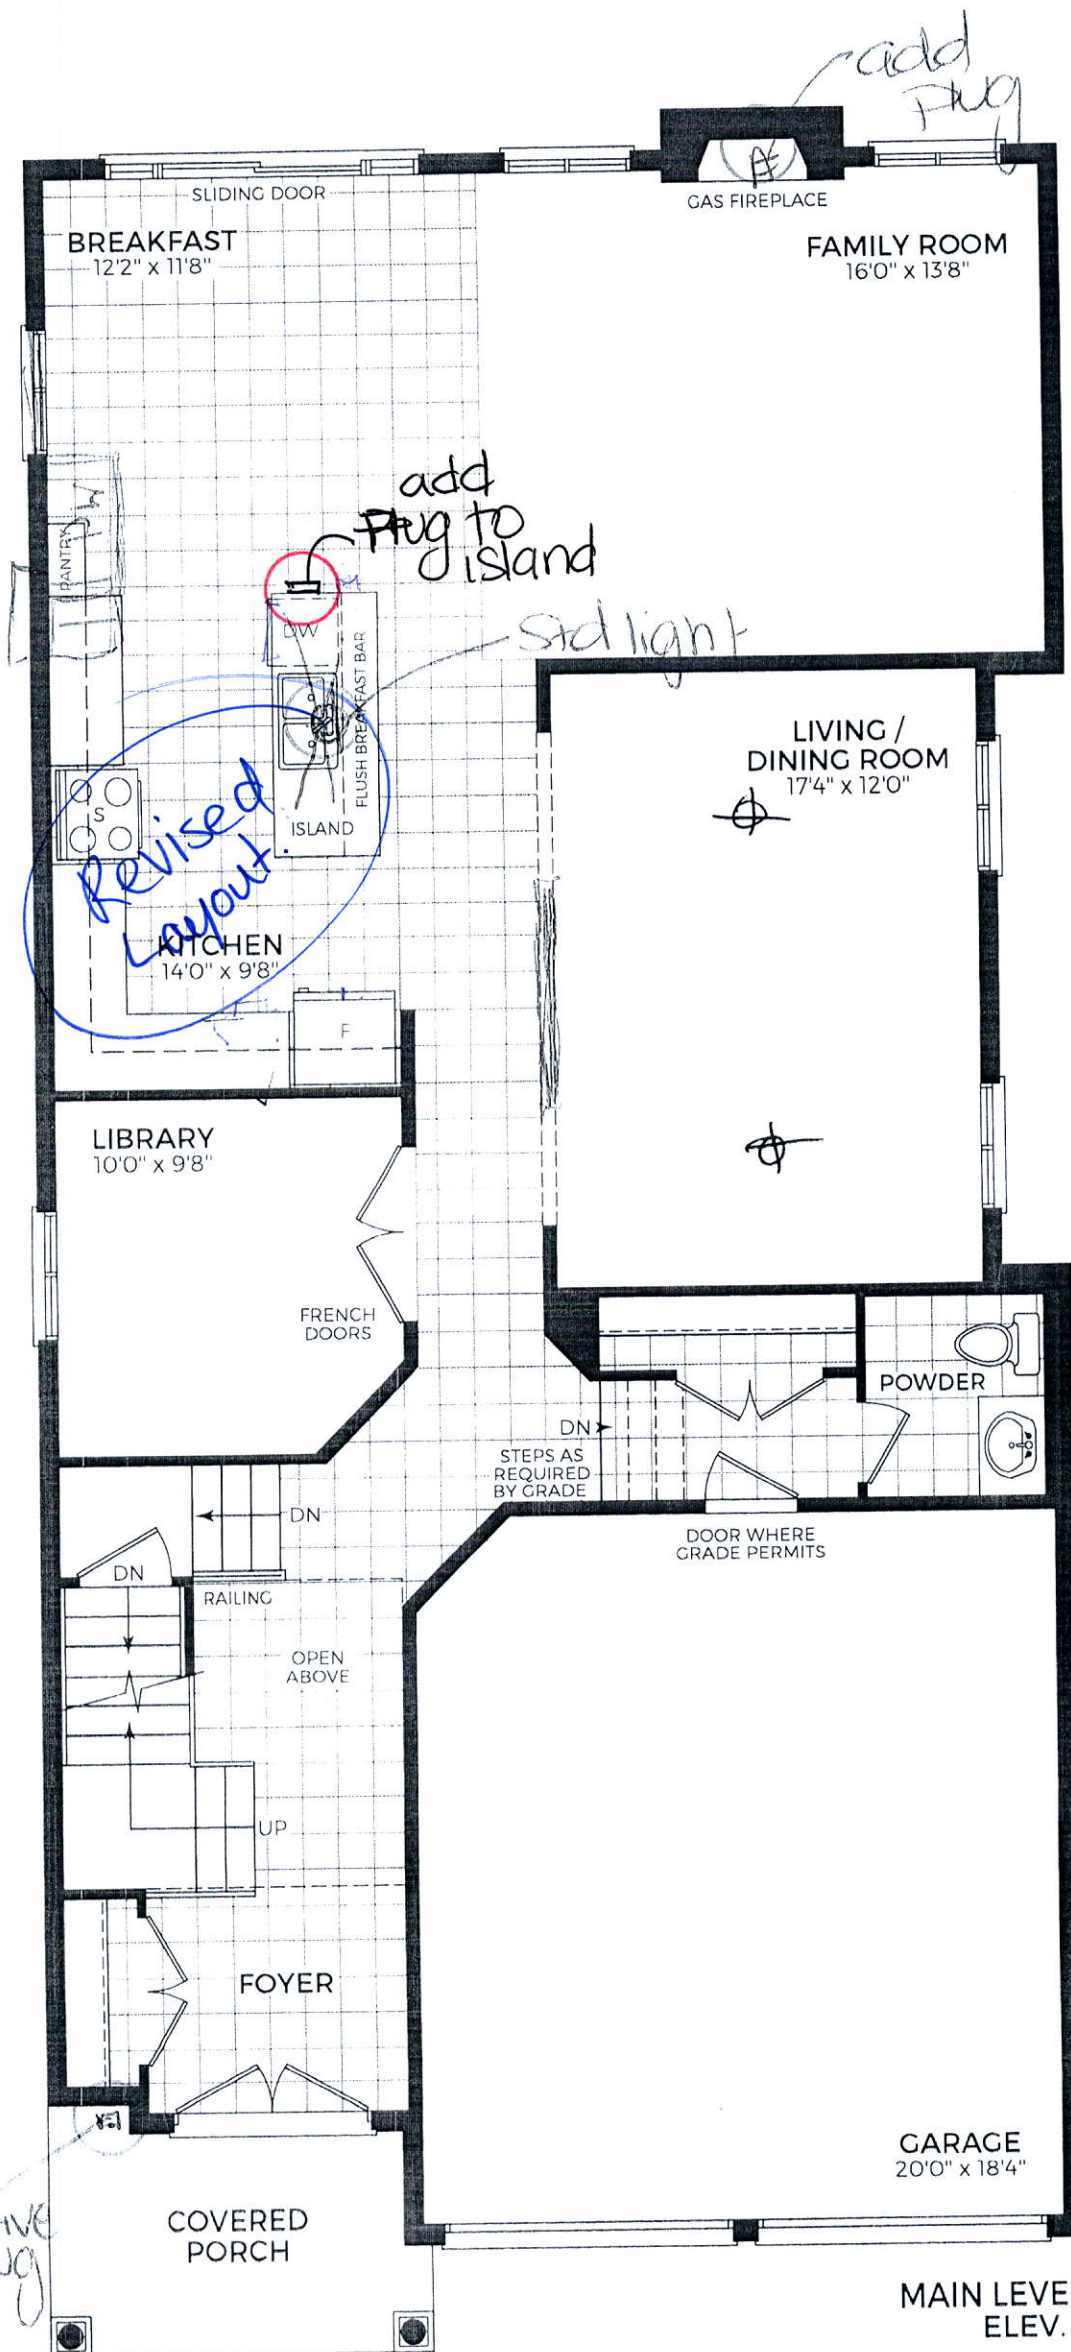 add
plug
SLIDING DOOR
GAS FIREPLACE
BREAKFAST
12'2" x 11'8"
FAMILY ROOM
16'0" x 13'8"
add
Plug to
island
PANTRY
DW
Std light
FLUSH BREAKFAST BAR
LIVING /
DINING ROOM
17'4" x 12'0"
S
ISLAND
Revised
Layout.
KITCHEN
14'0" x 9'8"
F
LIBRARY
10'0" x 9'8"
FRENCH
DOORS
POWDER
DN
STEPS AS
REQUIRED
BY GRADE
DN
DOOR WHERE
GRADE PERMITS
DN
RAILING
OPEN
ABOVE
UP
FOYER
GARAGE
20'0" x 18'4"
COVERED
PORCH
MAIN LEVE
ELEV.